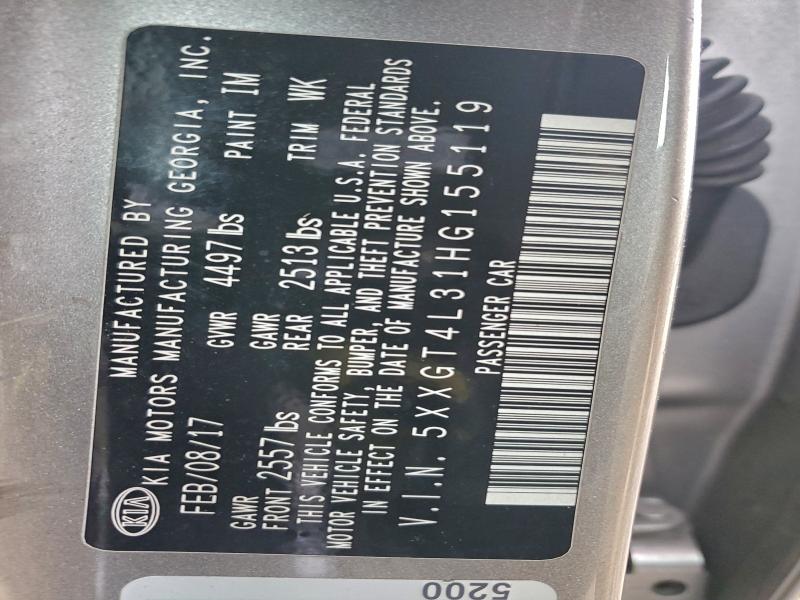 MANUFACTURED BY
KIA KIA MOTORS MANUFACTURING GEORGIA, INC.
FEB/08/17 GVWR 4497lbs PAINT IM
GAWR GAWR
FRONT 2557lbs REAR 2513lbs TRIM WK
THIS VEHICLE CONFORMS TO ALL APPLICABLE U.S.A. FEDERAL
MOTOR VEHICLE SAFETY, BUMPER, AND THEFT PREVENTION STANDARDS
IN EFFECT ON THE DATE OF MANUFACTURE SHOWN ABOVE.
V.I.N. 5XXGT4L31HG155119
PASSENGER CAR
5200